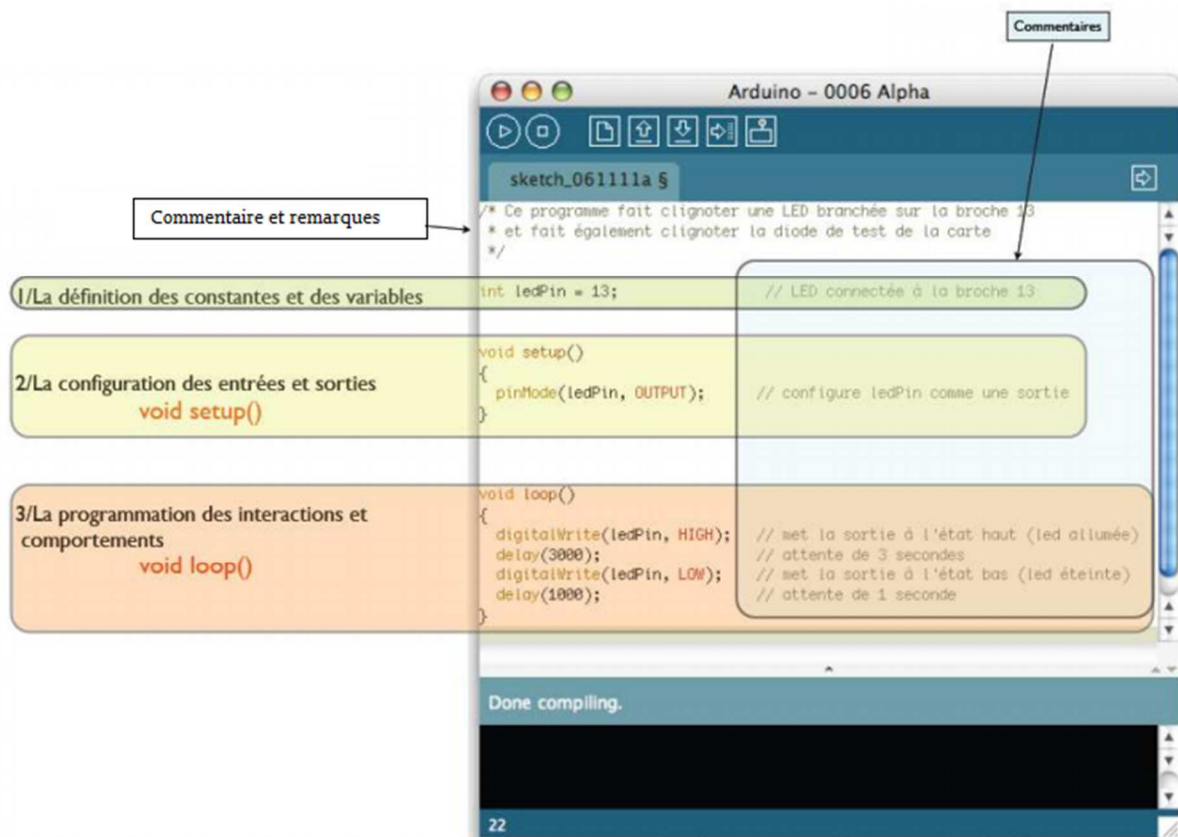 Commentaires
Arduino – 0006 Alpha
sketch_061111a §
Commentaire et remarques
/* Ce programme fait clignoter une LED branchée sur la broche 13
* et fait également clignoter la diode de test de la carte
*/
1/La définition des constantes et des variables
int ledPin = 13; // LED connectée à la broche 13
2/La configuration des entrées et sorties
void setup()
void setup()
{
pinMode(ledPin, OUTPUT); // configure ledPin comme une sortie
}
3/La programmation des interactions et
comportements
void loop()
void loop()
{
digitalWrite(ledPin, HIGH); // met la sortie à l'état haut (led allumée)
delay(3000); // attente de 3 secondes
digitalWrite(ledPin, LOW); // met la sortie à l'état bas (led éteinte)
delay(1000); // attente de 1 seconde
}
Done compiling.
22